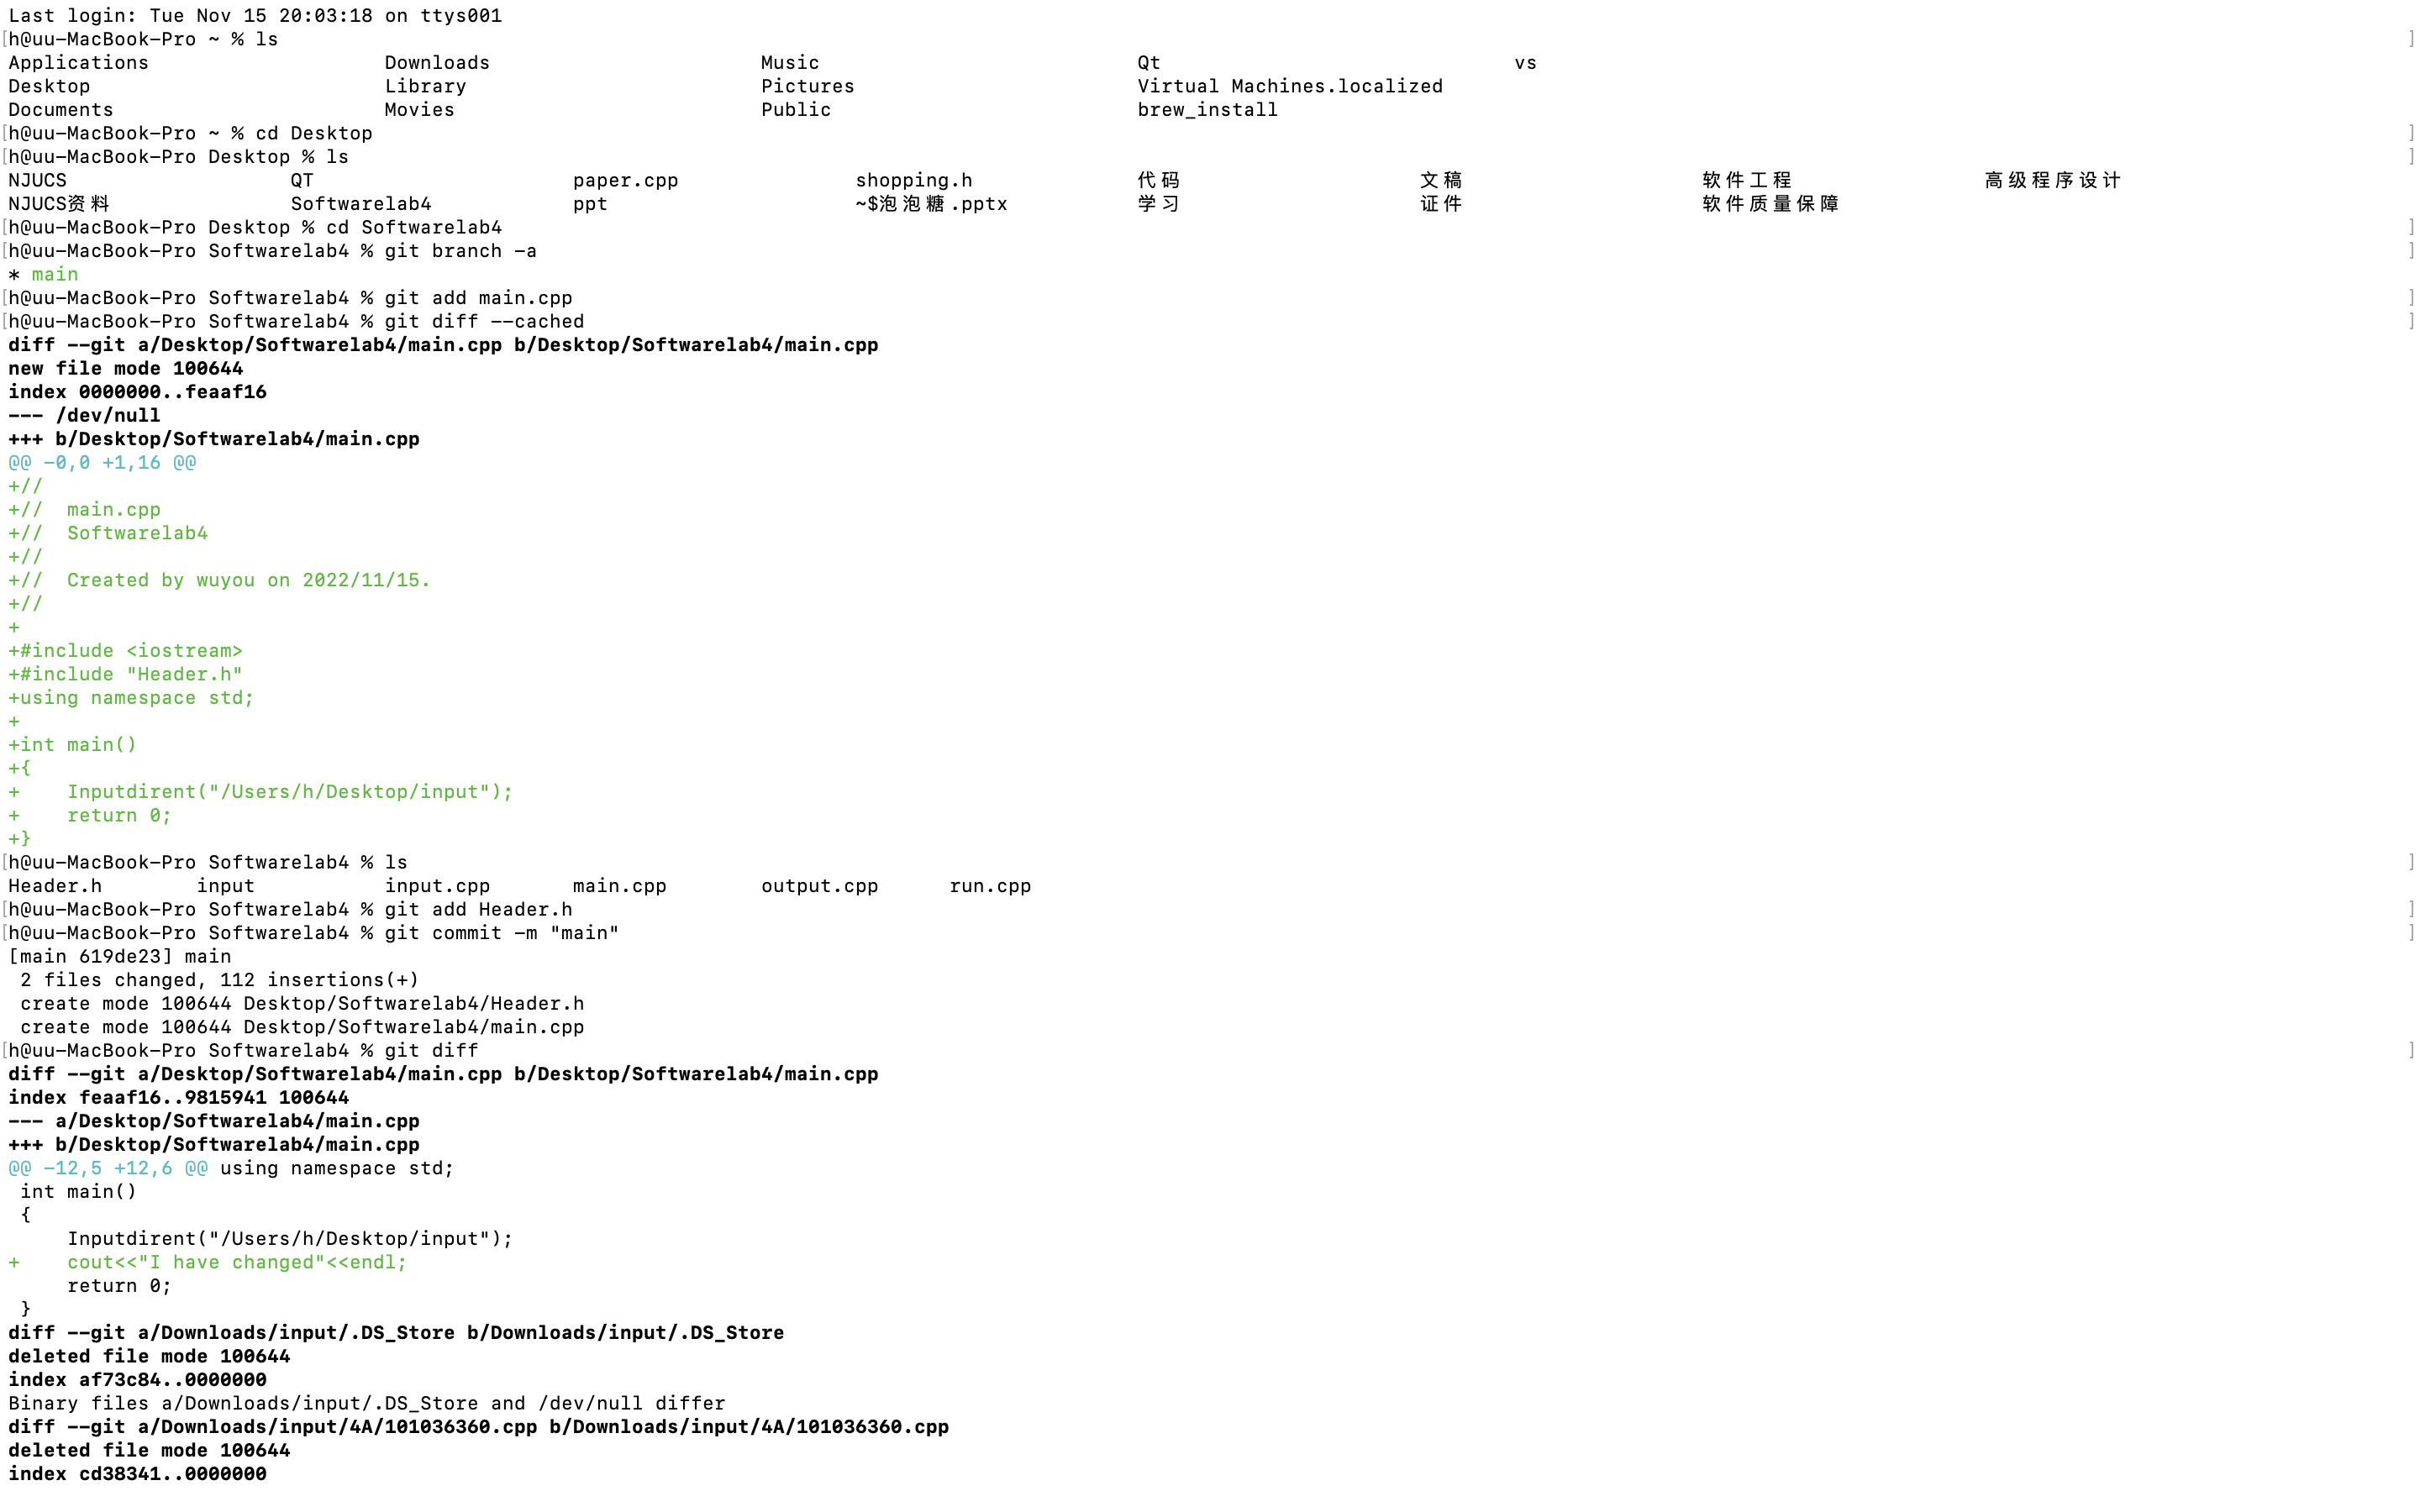 Last login: Tue Nov 15 20:03:18 on ttys001
[h@uu-MacBook-Pro ~ % ls]
Applications Downloads Music Qt vs
Desktop Library Pictures Virtual Machines.localized
Documents Movies Public brew_install
[h@uu-MacBook-Pro ~ % cd Desktop]
[h@uu-MacBook-Pro Desktop % ls]
NJUCS QT paper.cpp shopping.h 代码 文稿 软件工程 高级程序设计
NJUCS资料 Softwarelab4 ppt ~$泡泡糖.pptx 学习 证件 软件质量保障
[h@uu-MacBook-Pro Desktop % cd Softwarelab4]
[h@uu-MacBook-Pro Softwarelab4 % git branch -a]
* main
[h@uu-MacBook-Pro Softwarelab4 % git add main.cpp]
[h@uu-MacBook-Pro Softwarelab4 % git diff --cached]
diff --git a/Desktop/Softwarelab4/main.cpp b/Desktop/Softwarelab4/main.cpp
new file mode 100644
index 0000000..feaaf16
--- /dev/null
+++ b/Desktop/Softwarelab4/main.cpp
@@ -0,0 +1,16 @@
+//
+//  main.cpp
+//  Softwarelab4
+//
+//  Created by wuyou on 2022/11/15.
+//
+
+#include <iostream>
+#include "Header.h"
+using namespace std;
+
+int main()
+{
+    Inputdirent("/Users/h/Desktop/input");
+    return 0;
+}
[h@uu-MacBook-Pro Softwarelab4 % ls]
Header.h input input.cpp main.cpp output.cpp run.cpp
[h@uu-MacBook-Pro Softwarelab4 % git add Header.h]
[h@uu-MacBook-Pro Softwarelab4 % git commit -m "main"]
[main 619de23] main
 2 files changed, 112 insertions(+)
 create mode 100644 Desktop/Softwarelab4/Header.h
 create mode 100644 Desktop/Softwarelab4/main.cpp
[h@uu-MacBook-Pro Softwarelab4 % git diff]
diff --git a/Desktop/Softwarelab4/main.cpp b/Desktop/Softwarelab4/main.cpp
index feaaf16..9815941 100644
--- a/Desktop/Softwarelab4/main.cpp
+++ b/Desktop/Softwarelab4/main.cpp
@@ -12,5 +12,6 @@ using namespace std;
 int main()
 {
     Inputdirent("/Users/h/Desktop/input");
+    cout<<"I have changed"<<endl;
     return 0;
 }
diff --git a/Downloads/input/.DS_Store b/Downloads/input/.DS_Store
deleted file mode 100644
index af73c84..0000000
Binary files a/Downloads/input/.DS_Store and /dev/null differ
diff --git a/Downloads/input/4A/101036360.cpp b/Downloads/input/4A/101036360.cpp
deleted file mode 100644
index cd38341..0000000